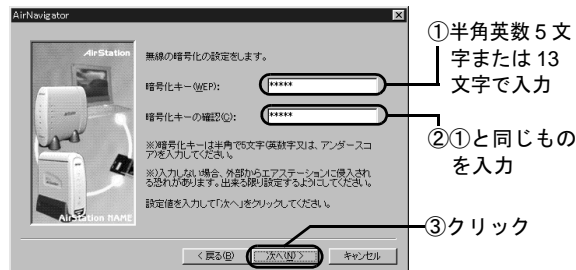 AirNavigator
AirStation
無線の暗号化の設定をします。
暗号化キー(WEP):
*****
暗号化キーの確認(C):
*****
※)暗号化キーは半角で5文字(英数字又は、アンダースコ
ア)を入力してください。
※)入力しない場合、外部からエアステーションに侵入され
る恐れがあります。出来る限り設定するようにしてください。
設定値を入力して「次へ」をクリックしてください。
AirStation NAME
< 戻る(B)
次へ(N) >
キャンセル
①半角英数5文
字または 13
文字で入力
②①と同じもの
を入力
③クリック